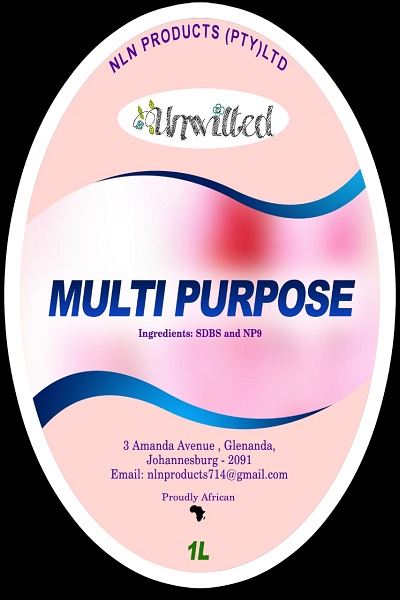 NLN PRODUCTS (PTY)LTD
Unwilted
MULTI PURPOSE
Ingredients: SDBS and NP9
3 Amanda Avenue , Glenanda,
Johannesburg - 2091
Email: nlnproducts714@gmail.com
Proudly African
1L